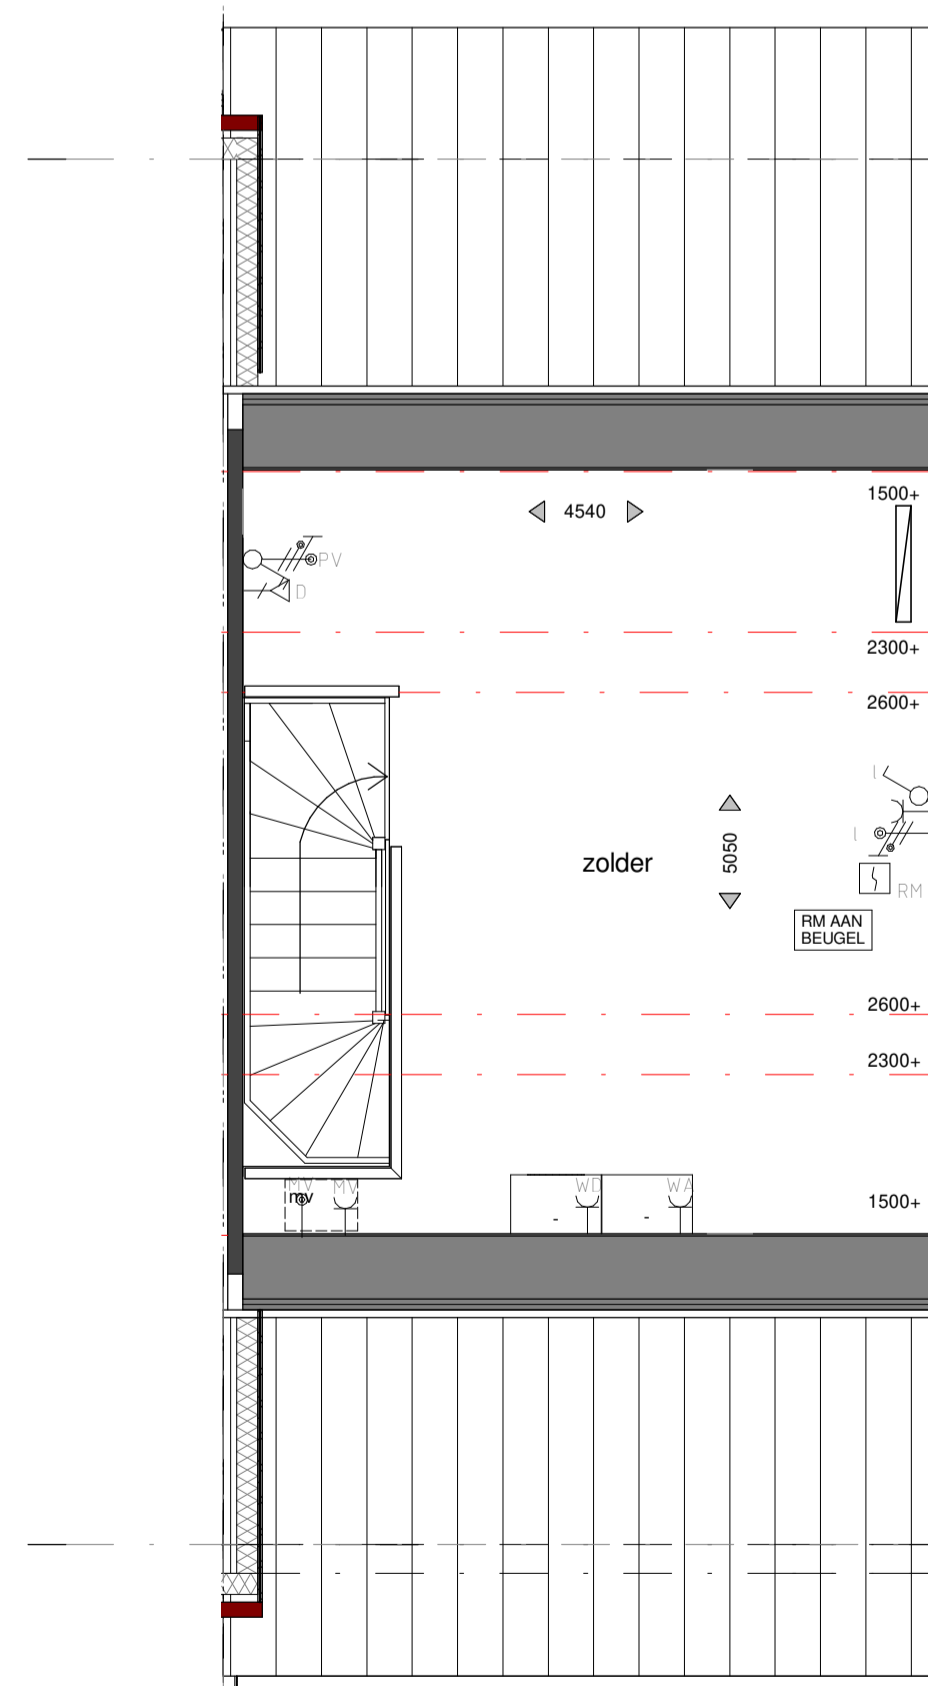 1500+
4540
PV
D
2300+
2600+
l
zolder
5050
l
RM
RM AAN
BEUGEL
2600+
2300+
MV MV
mv
WD
WA
1500+